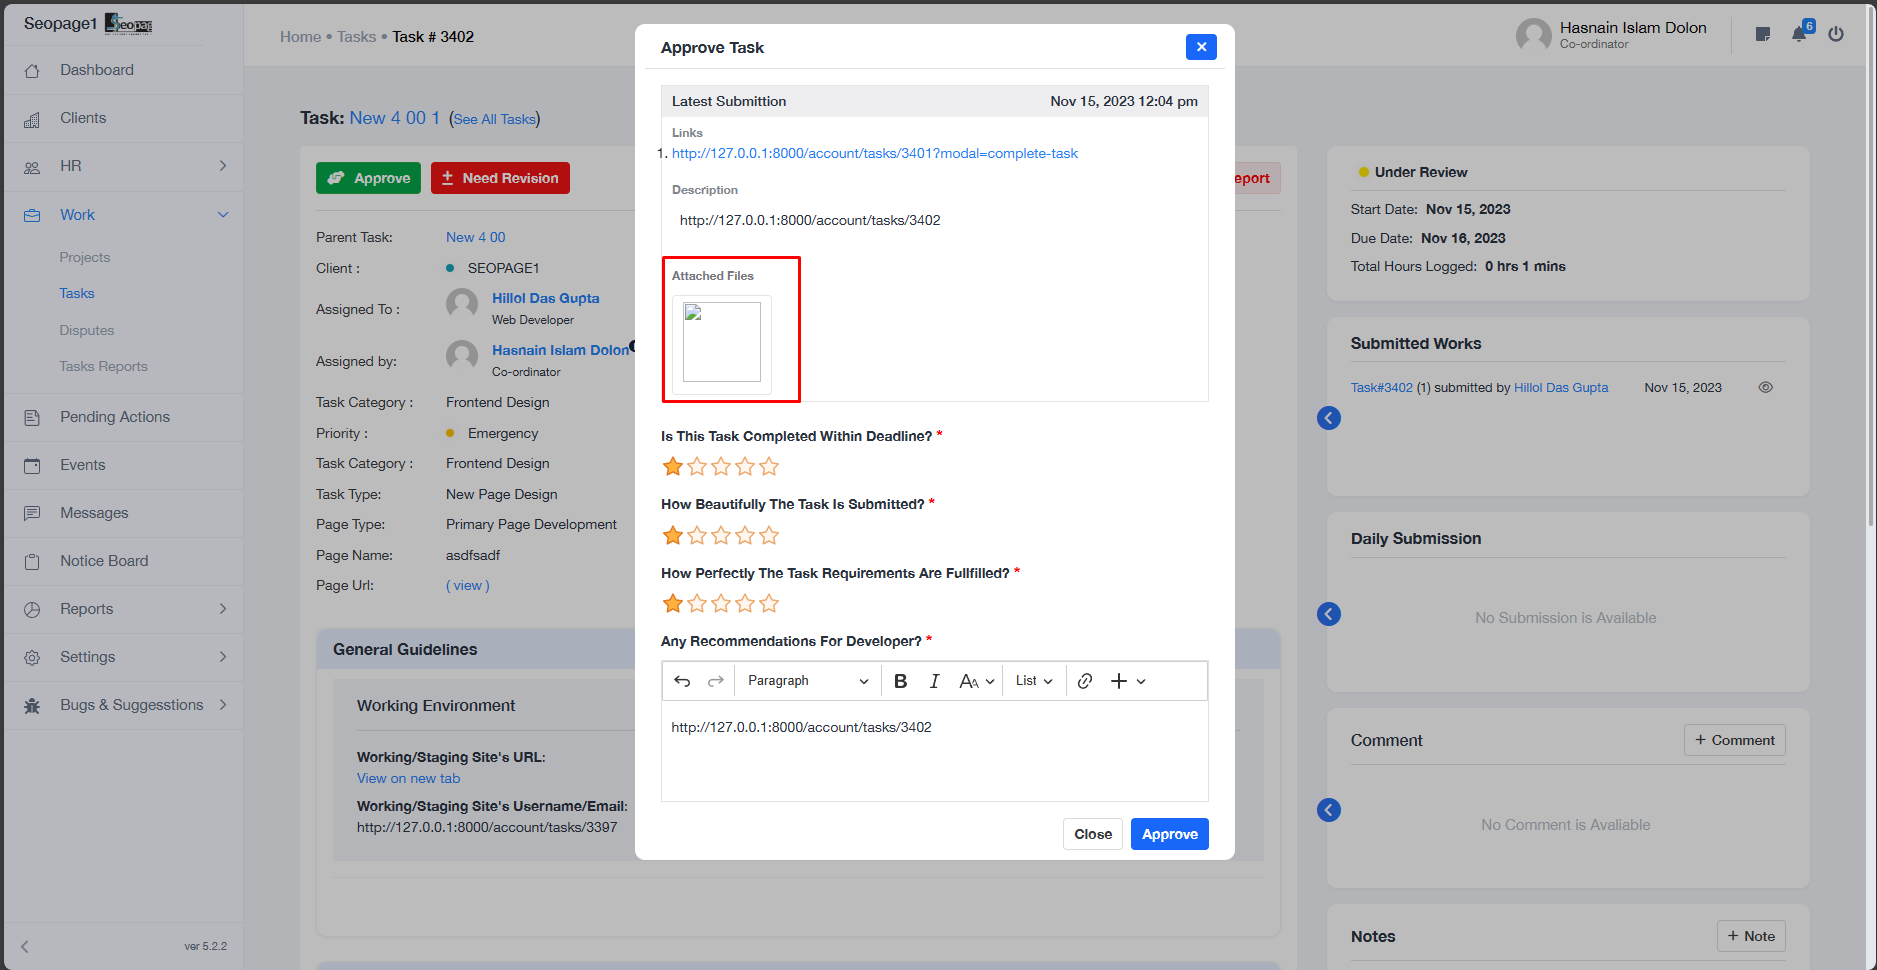 Seopage1
Home • Tasks • Task # 3402
Hasnain Islam Dolon
Co-ordinator
6
Dashboard
Clients
HR
Work
Projects
Tasks
Disputes
Tasks Reports
Pending Actions
Events
Messages
Notice Board
Reports
Settings
Bugs & Suggesstions
ver 5.2.2
Task: New 4 00 1 (See All Tasks)
Approve
Need Revision
eport
Parent Task: New 4 00
Client : SEOPAGE1
Assigned To : Hillol Das Gupta
Web Developer
Assigned by: Hasnain Islam Dolon
Co-ordinator
Task Category : Frontend Design
Priority : Emergency
Task Category : Frontend Design
Task Type: New Page Design
Page Type: Primary Page Development
Page Name: asdfsadf
Page Url: ( view )
General Guidelines
Working Environment
Working/Staging Site's URL:
View on new tab
Working/Staging Site's Username/Email:
http://127.0.0.1:8000/account/tasks/3397
Approve Task
Latest Submittion Nov 15, 2023 12:04 pm
Links
1. http://127.0.0.1:8000/account/tasks/3401?modal=complete-task
Description
http://127.0.0.1:8000/account/tasks/3402
Attached Files
Is This Task Completed Within Deadline? *
How Beautifully The Task Is Submitted? *
How Perfectly The Task Requirements Are Fullfilled? *
Any Recommendations For Developer? *
Paragraph B I AA List
http://127.0.0.1:8000/account/tasks/3402
Close Approve
Under Review
Start Date: Nov 15, 2023
Due Date: Nov 16, 2023
Total Hours Logged: 0 hrs 1 mins
Submitted Works
Task#3402 (1) submitted by Hillol Das Gupta Nov 15, 2023
Daily Submission
No Submission is Available
Comment + Comment
No Comment is Avaliable
Notes + Note